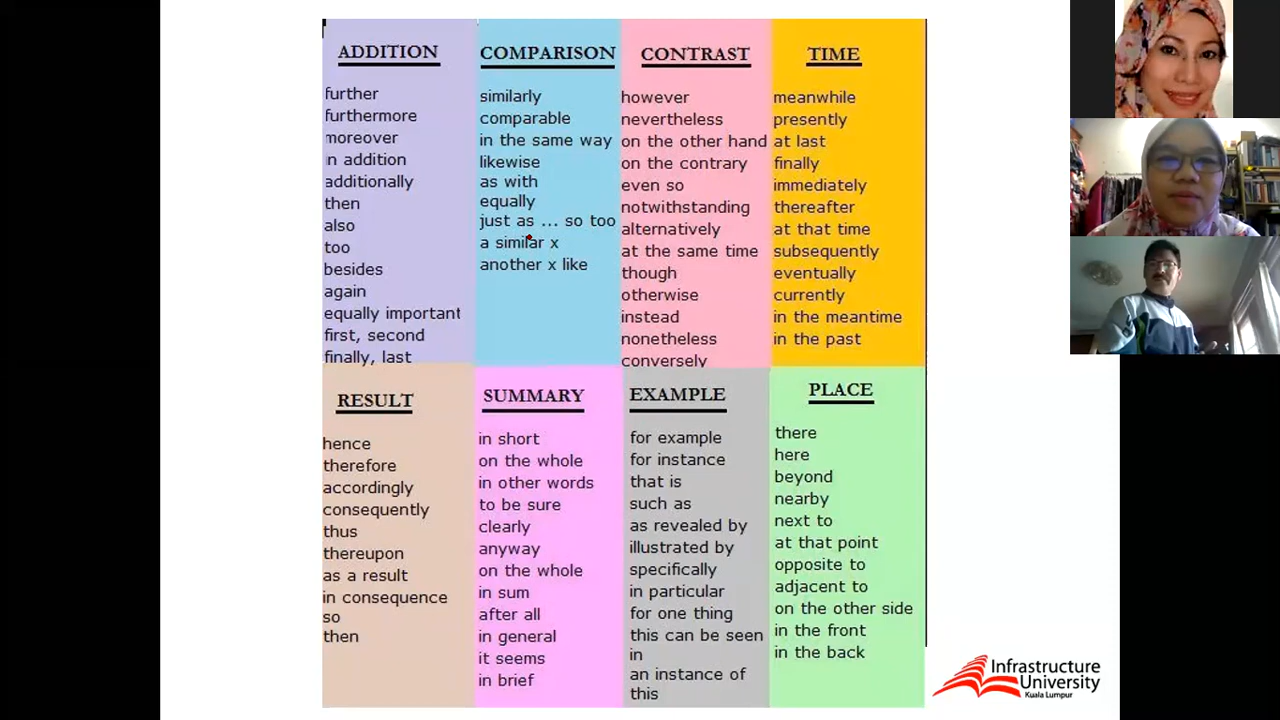 ADDITION
further
furthermore
moreover
in addition
additionally
then
also
too
besides
again
equally important
first, second
finally, last
COMPARISON
similarly
comparable
in the same way
likewise
as with
equally
just as ... so too
a similar x
another x like
CONTRAST
however
nevertheless
on the other hand
on the contrary
even so
notwithstanding
alternatively
at the same time
though
otherwise
instead
nonetheless
conversely
TIME
meanwhile
presently
at last
finally
immediately
thereafter
at that time
subsequently
eventually
currently
in the meantime
in the past
RESULT
hence
therefore
accordingly
consequently
thus
thereupon
as a result
in consequence
so
then
SUMMARY
in short
on the whole
in other words
to be sure
clearly
anyway
on the whole
in sum
after all
in general
it seems
in brief
EXAMPLE
for example
for instance
that is
such as
as revealed by
illustrated by
specifically
in particular
for one thing
this can be seen
in
an instance of
this
PLACE
there
here
beyond
nearby
next to
at that point
opposite to
adjacent to
on the other side
in the front
in the back
Infrastructure
University
Kuala Lumpur